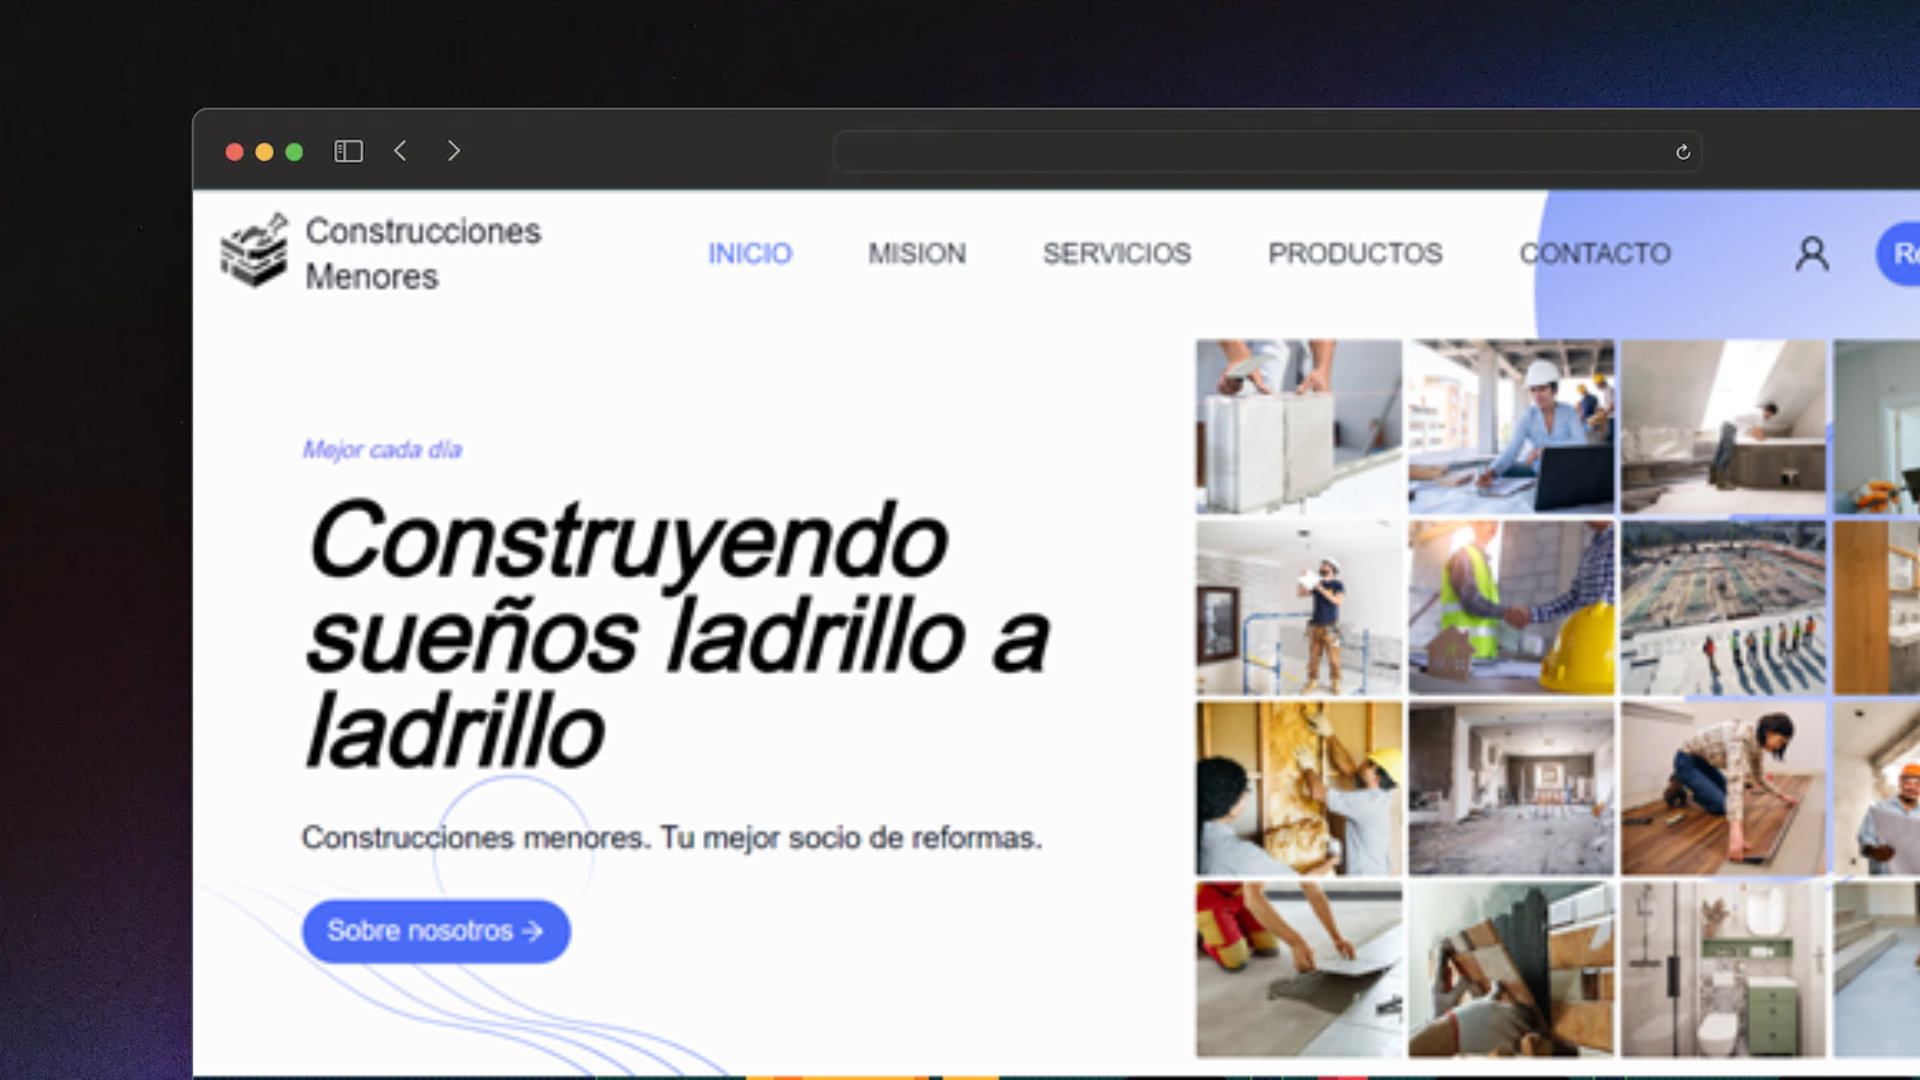 Construcciones
Menores
INICIO
MISION
SERVICIOS
PRODUCTOS
CONTACTO
Mejor cada día
Construyendo
sueños ladrillo a
ladrillo
Construcciones menores. Tu mejor socio de reformas.
Sobre nosotros →